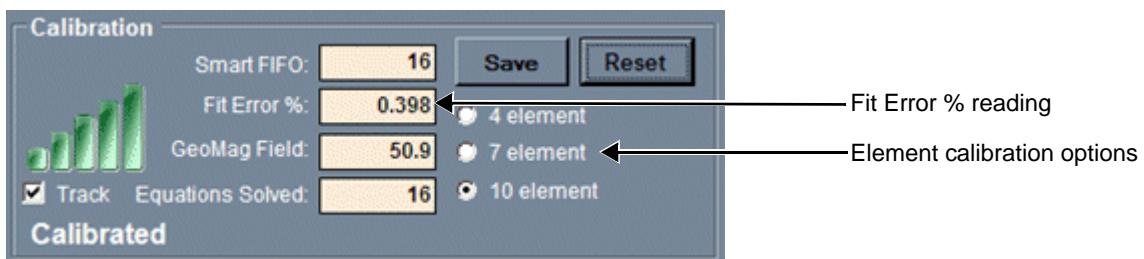 Calibration
Smart FIFO: 16 Save Reset
Fit Error %: 0.398 4 element Fit Error % reading
GeoMag Field: 50.9 7 element Element calibration options
Track Equations Solved: 16 10 element
Calibrated